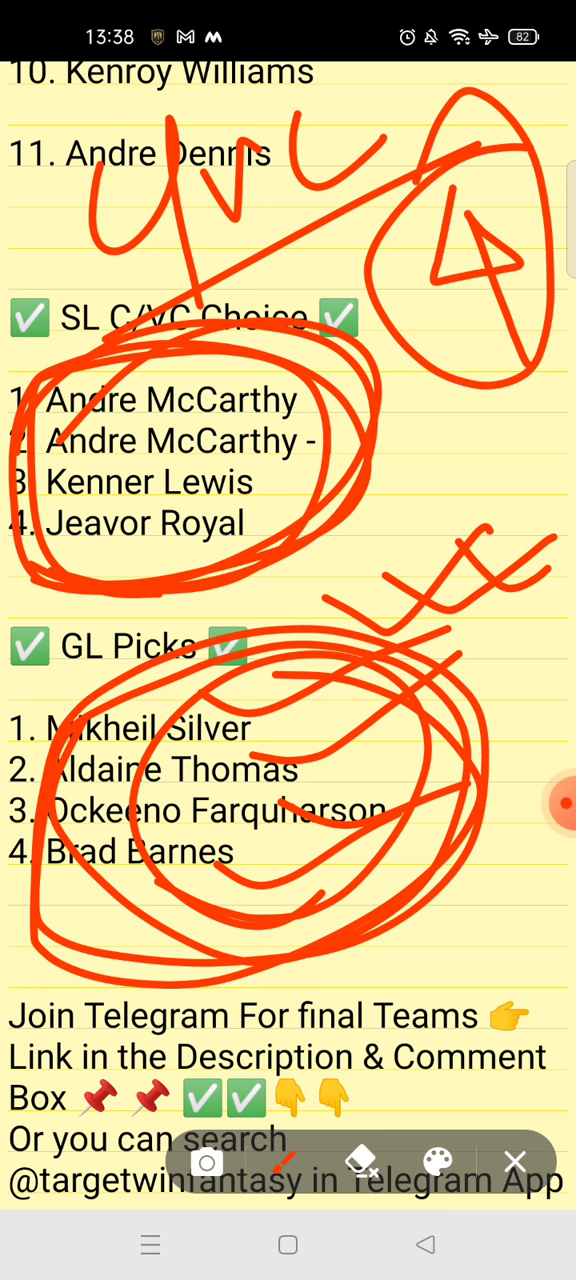 13:38
82
10. Kenroy Williams
11. Andre Dennis
4
✅ SL C/VC Choice ✅
1. Andre McCarthy
2. Andre McCarthy -
3. Kenner Lewis
4. Jeavor Royal
✅ GL Picks ✅
1. Mikheil Silver
2. Aldaine Thomas
3. Ockeeno Farquharson
4. Brad Barnes
Join Telegram For final Teams 👉
Link in the Description & Comment
Box 📌 📌 ✅✅👇👇
Or you can search
@targetwinfantasy in Telegram App